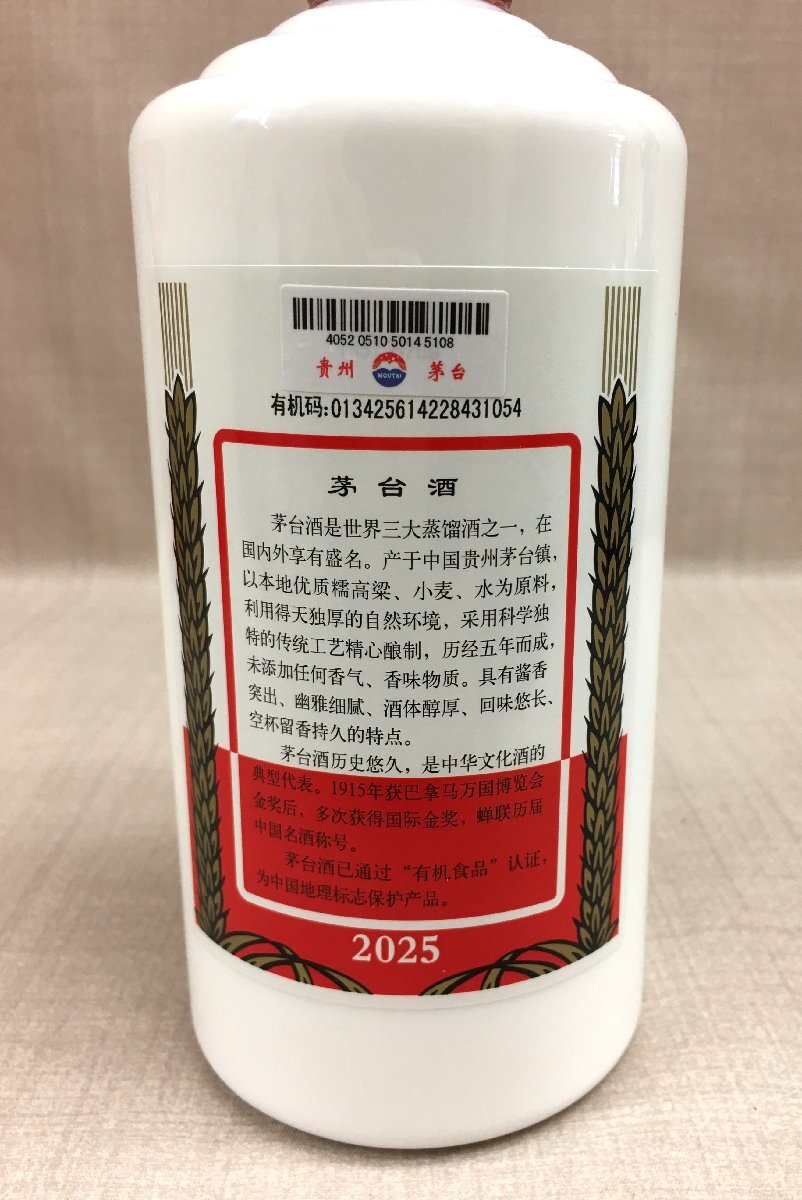 4052 0510 5014 5108
贵州 MOUTAI 茅台
有机码:013425614228431054
茅台酒
茅台酒是世界三大蒸馏酒之一，在
国内外享有盛名。产于中国贵州茅台镇，
以本地优质糯高粱、小麦、水为原料，
利用得天独厚的自然环境，采用科学独
特的传统工艺精心酿制，历经五年而成，
未添加任何香气、香味物质。具有酱香
突出、幽雅细腻、酒体醇厚、回味悠长、
空杯留香持久的特点。
茅台酒历史悠久，是中华文化酒的
典型代表。1915年获巴拿马万国博览会
金奖后，多次获得国际金奖，蝉联历届
中国名酒称号。
茅台酒已通过“有机食品”认证，
为中国地理标志保护产品。
2025